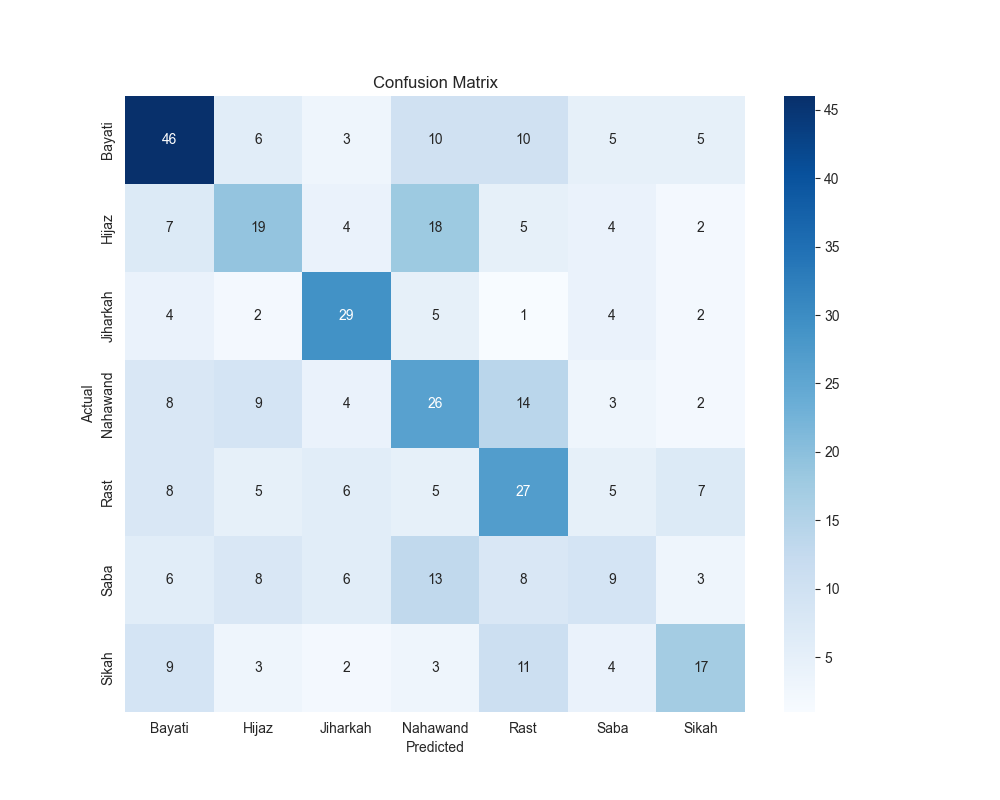 Confusion Matrix
Actual
Bayati 46 6 3 10 10 5 5
Hijaz 7 19 4 18 5 4 2
Jiharkah 4 2 29 5 1 4 2
Nahawand 8 9 4 26 14 3 2
Rast 8 5 6 5 27 5 7
Saba 6 8 6 13 8 9 3
Sikah 9 3 2 3 11 4 17
Bayati Hijaz Jiharkah Nahawand Rast Saba Sikah
Predicted
45
40
35
30
25
20
15
10
5